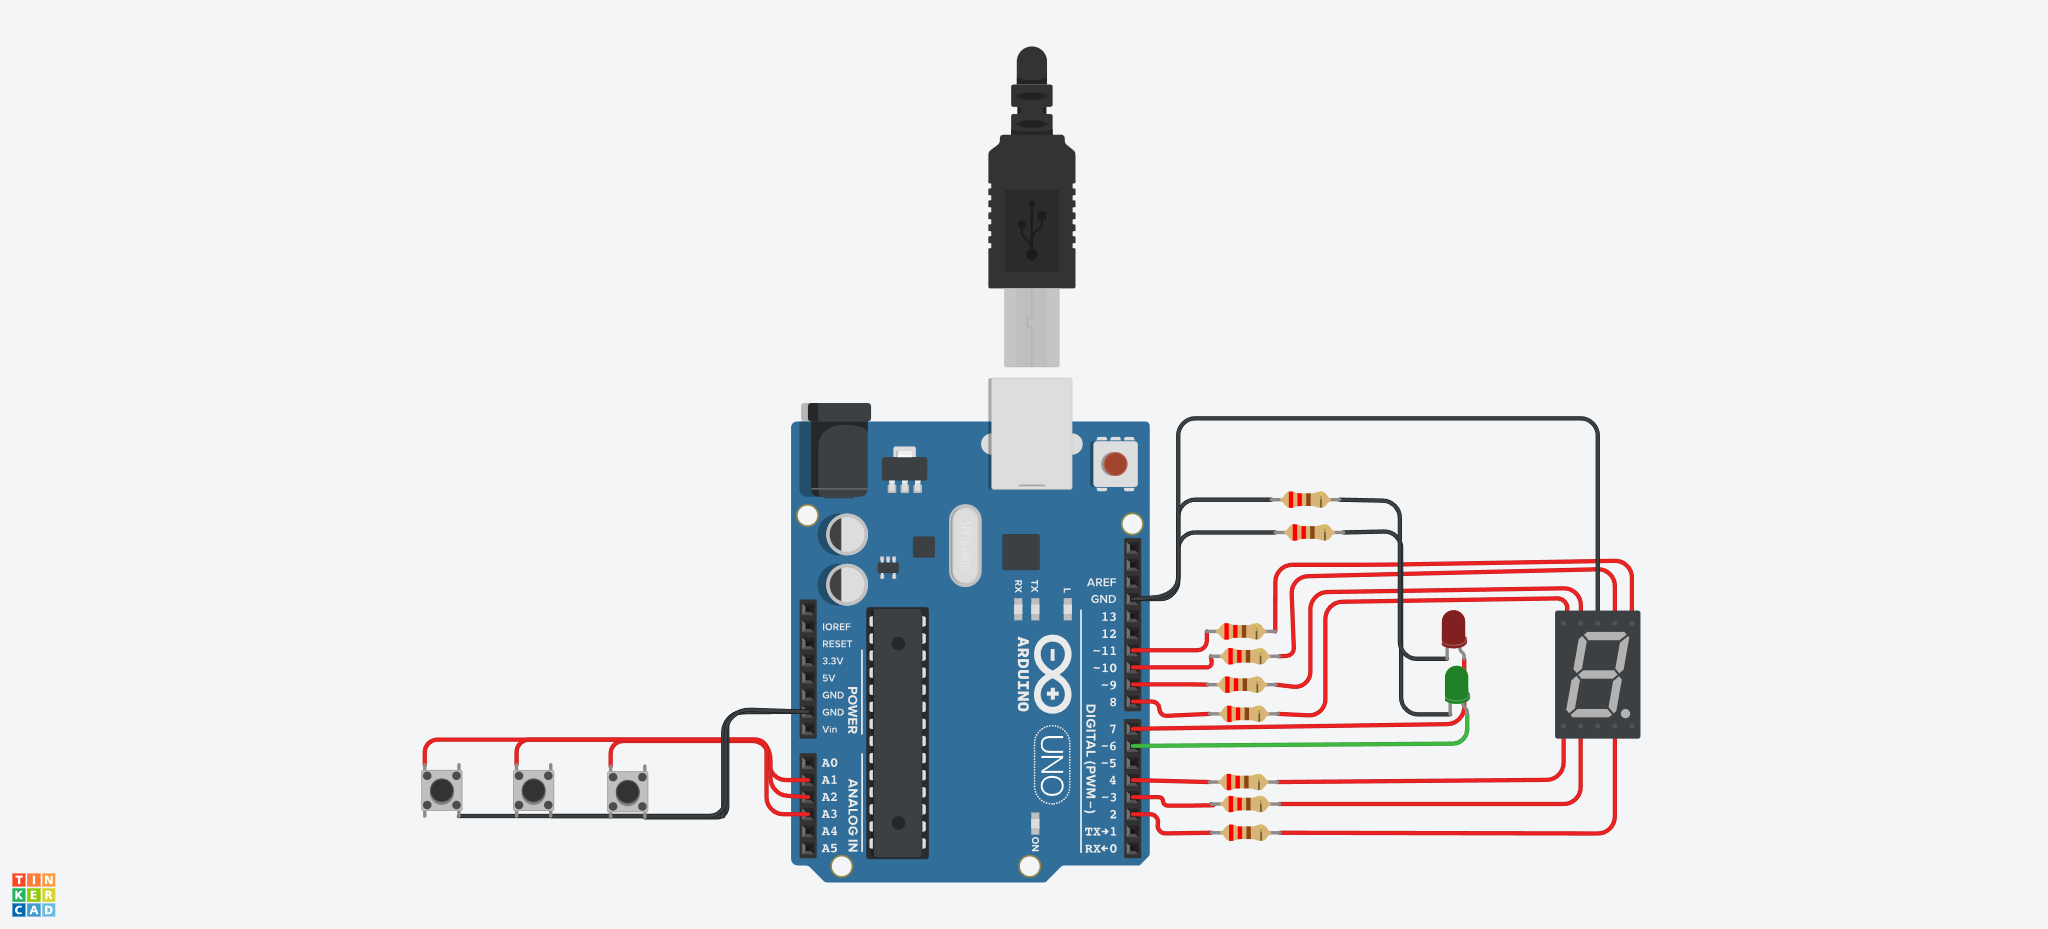 AREF
GND
13
12
~11
~10
~9
8
7
~6
~5
4
~3
2
TX→1
RX←0
DIGITAL (PWM~)
IOREF
RESET
3.3V
5V
GND
GND
Vin
POWER
A0
A1
A2
A3
A4
A5
ANALOG IN
RX
TX
L
ARDUINO
UNO
ON
TIN
KER
CAD